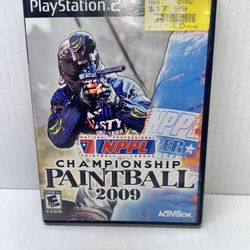 PlayStation 2
$17.99
NATIONAL PROFESSIONAL
NPPL
PAINTBALL LEAGUE
CHAMPIONSHIP
PAINTBALL
2009
E
ACTIVISION